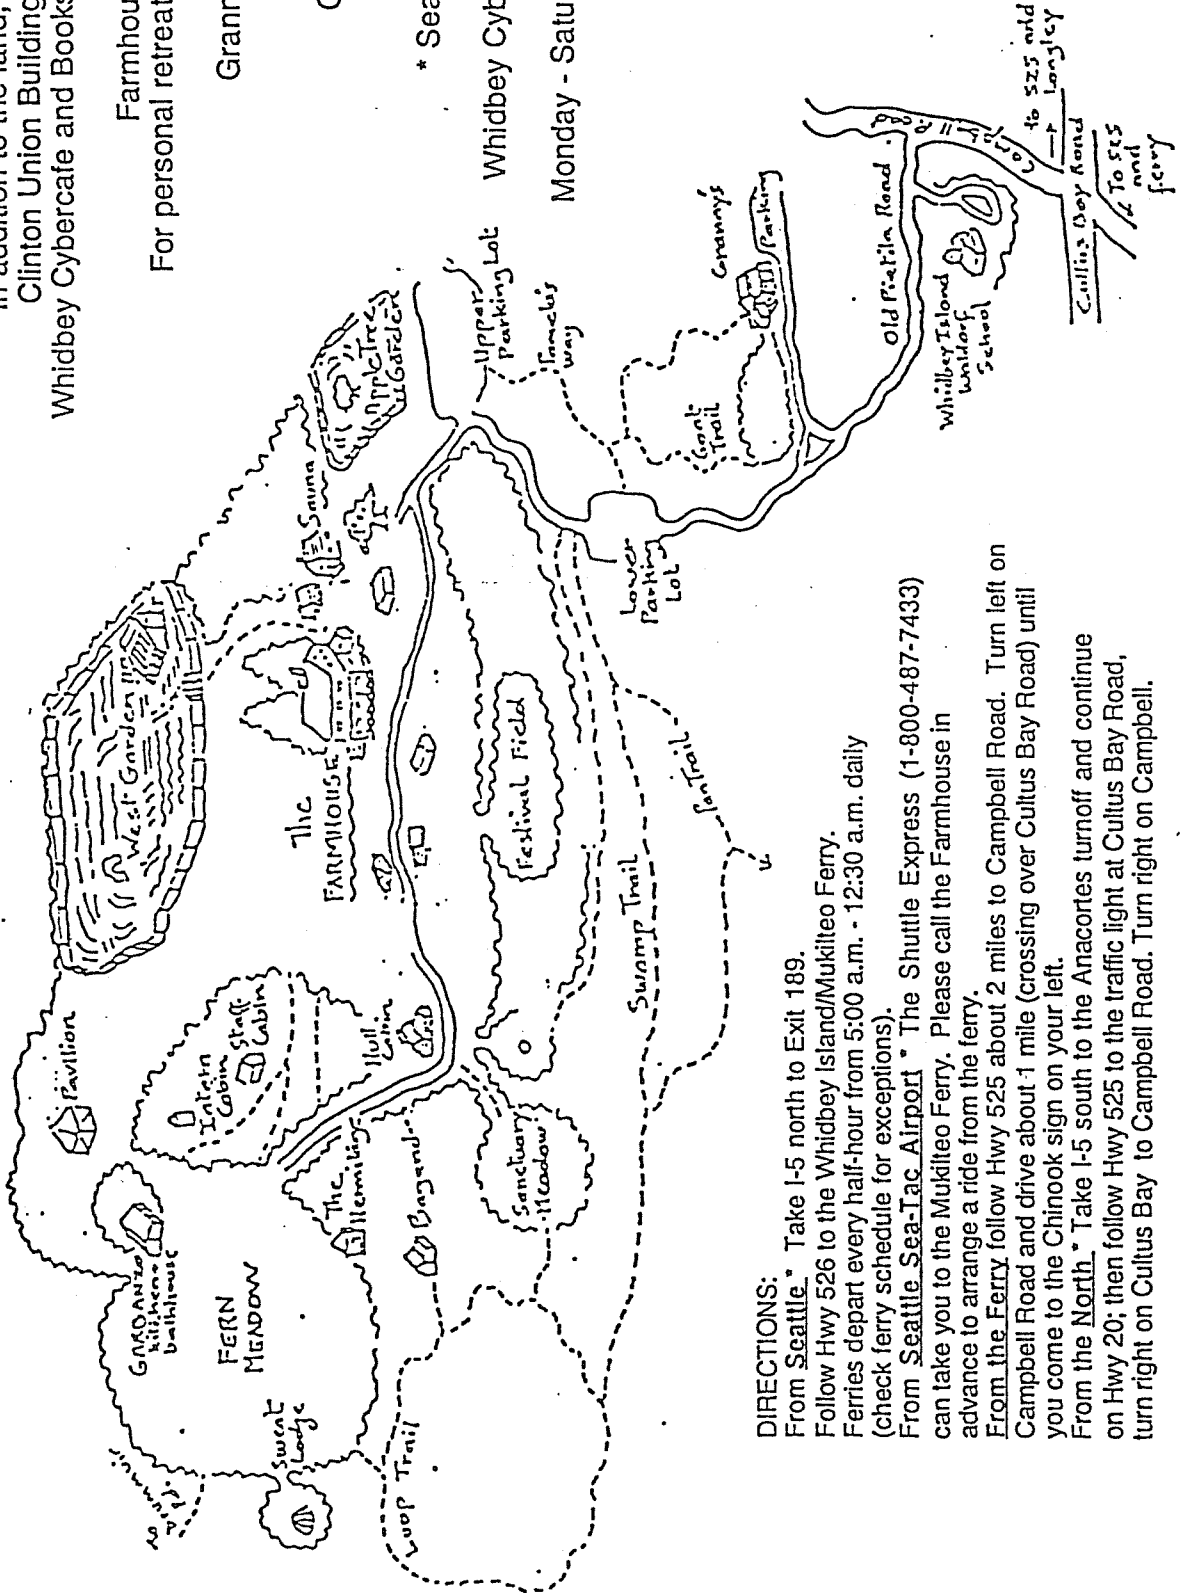 In addition to the land,
Clinton Union Building
Whidbey Cybercafe and Books
Farmhou
For personal retreat
Grann
* Sea
Whidbey Cyb
Monday - Satu
Pavilion
West Garden
GARBANZO
kitchen +
bathhouse
FERN
MEADOW
Sweat
Lodge
Intern
Cabin
Staff
Cabin
Hull
Cabin
The
Hermitage
Bagend
Sanctuary
Meadow
Loop Trail
The
FARMHOUSE
Sauna
Apple Tree
Garden
Festival Field
Swamp Trail
Pan Trail
Upper
Parking Lot
Pamela's
Way
Lower
Parking
Lot
Goat
Trail
Granny's
Parking
Old Pietila Road
Whidbey Island
Waldorf
School
Campbell Road
to 525 and
Langley
Cultus Bay Road
To 525
and
ferry
DIRECTIONS:
From Seattle * Take I-5 north to Exit 189.
Follow Hwy 526 to the Whidbey Island/Mukilteo Ferry.
Ferries depart every half-hour from 5:00 a.m. - 12:30 a.m. daily
(check ferry schedule for exceptions).
From Seattle Sea-Tac Airport * The Shuttle Express (1-800-487-7433)
can take you to the Mukilteo Ferry. Please call the Farmhouse in
advance to arrange a ride from the ferry.
From the Ferry follow Hwy 525 about 2 miles to Campbell Road. Turn left on
Campbell Road and drive about 1 mile (crossing over Cultus Bay Road) until
you come to the Chinook sign on your left.
From the North * Take I-5 south to the Anacortes turnoff and continue
on Hwy 20; then follow Hwy 525 to the traffic light at Cultus Bay Road,
turn right on Cultus Bay to Campbell Road. Turn right on Campbell.